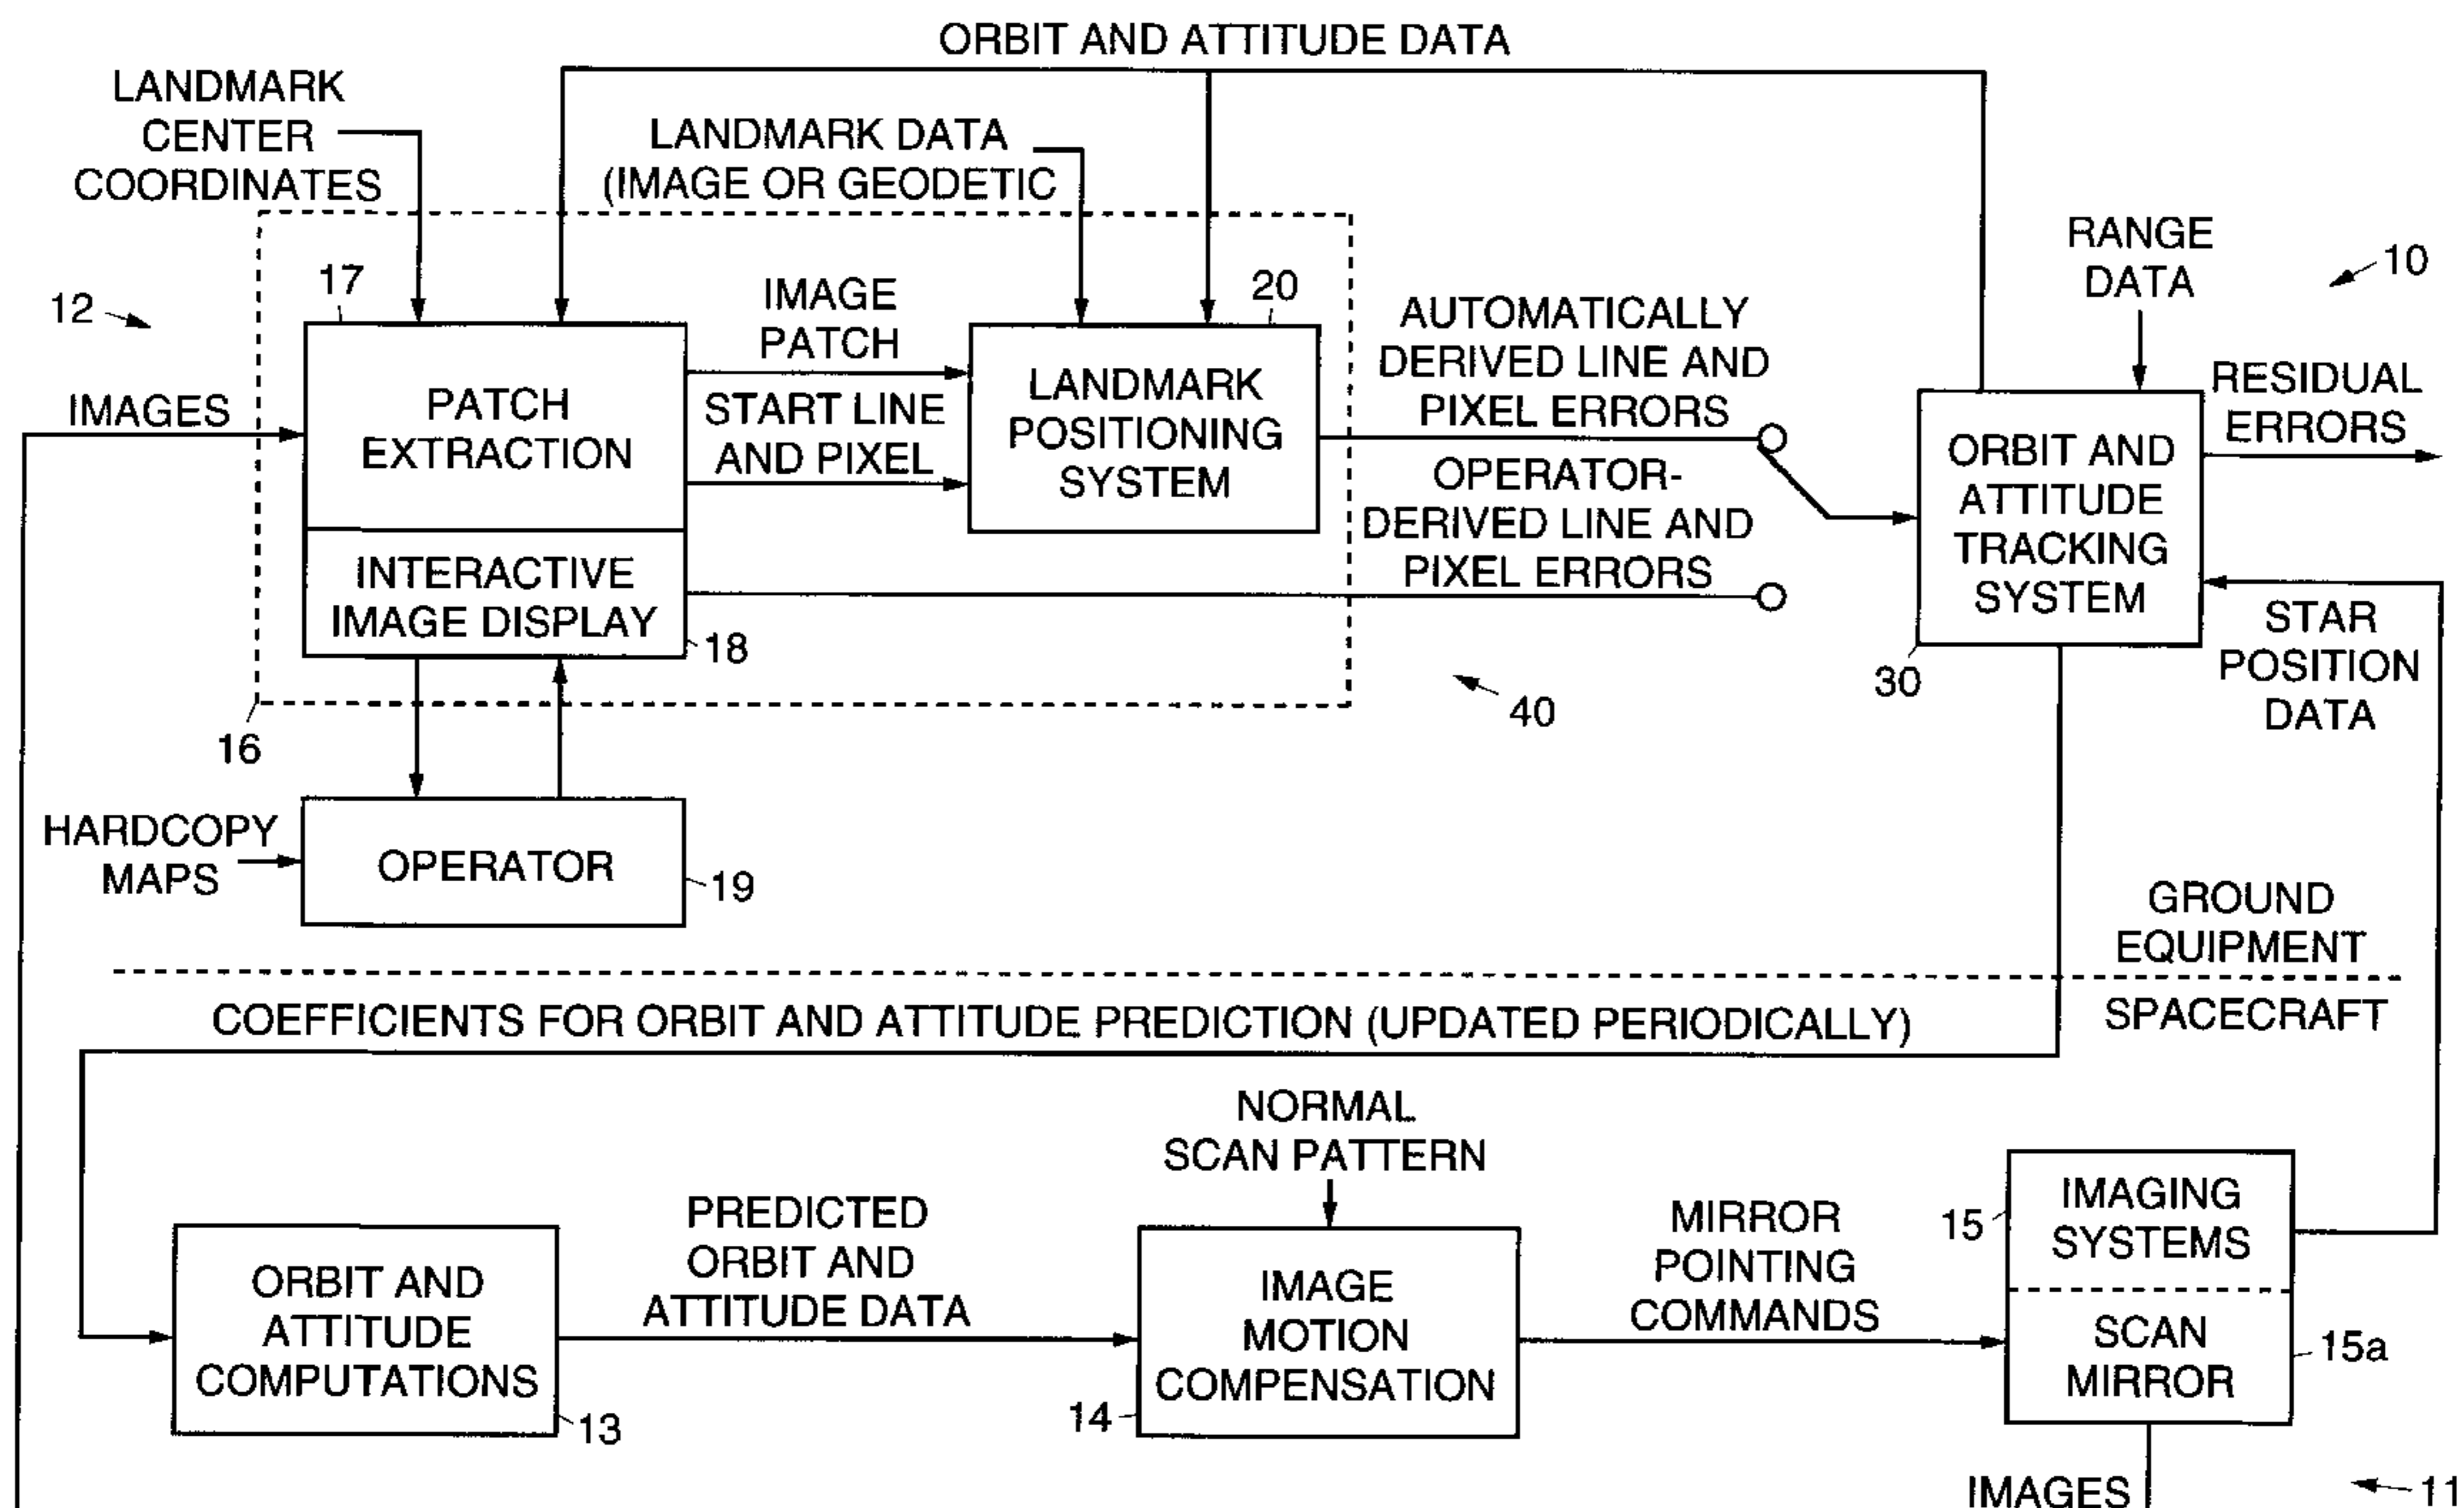 ORBIT AND ATTITUDE DATA
LANDMARK
CENTER
COORDINATES
LANDMARK DATA
(IMAGE OR GEODETIC
RANGE
DATA
10
12
17
IMAGE
PATCH
20
AUTOMATICALLY
DERIVED LINE AND
PIXEL ERRORS
RESIDUAL
ERRORS
IMAGES
PATCH
EXTRACTION
START LINE
AND PIXEL
LANDMARK
POSITIONING
SYSTEM
OPERATOR-
DERIVED LINE AND
PIXEL ERRORS
ORBIT AND
ATTITUDE
TRACKING
SYSTEM
INTERACTIVE
IMAGE DISPLAY
18
STAR
POSITION
DATA
30
40
16
HARDCOPY
MAPS
OPERATOR
19
GROUND
EQUIPMENT
SPACECRAFT
COEFFICIENTS FOR ORBIT AND ATTITUDE PREDICTION (UPDATED PERIODICALLY)
NORMAL
SCAN PATTERN
PREDICTED
ORBIT AND
ATTITUDE DATA
MIRROR
POINTING
COMMANDS
15
IMAGING
SYSTEMS
ORBIT AND
ATTITUDE
COMPUTATIONS
13
IMAGE
MOTION
COMPENSATION
14
SCAN
MIRROR
15a
IMAGES
11